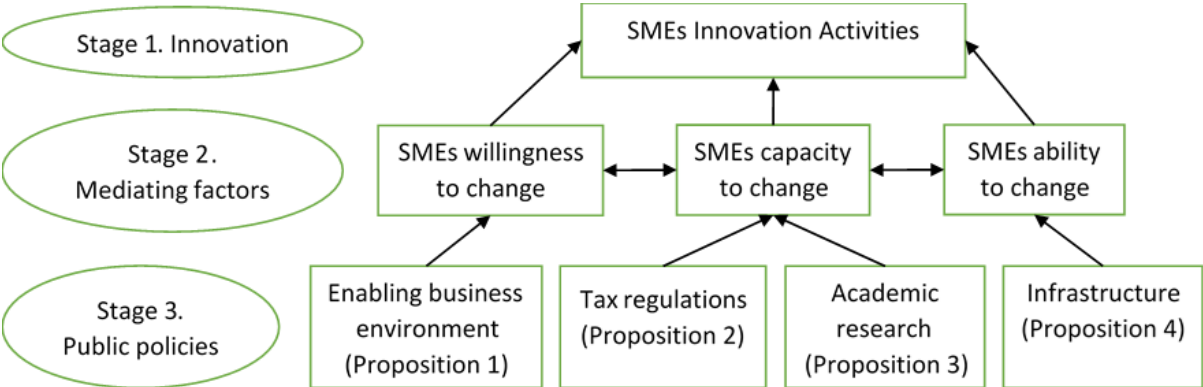 Stage 1. Innovation
SMEs Innovation Activities
Stage 2.
Mediating factors
SMEs willingness
to change
SMEs capacity
to change
SMEs ability
to change
Stage 3.
Public policies
Enabling business
environment
(Proposition 1)
Tax regulations
(Proposition 2)
Academic
research
(Proposition 3)
Infrastructure
(Proposition 4)